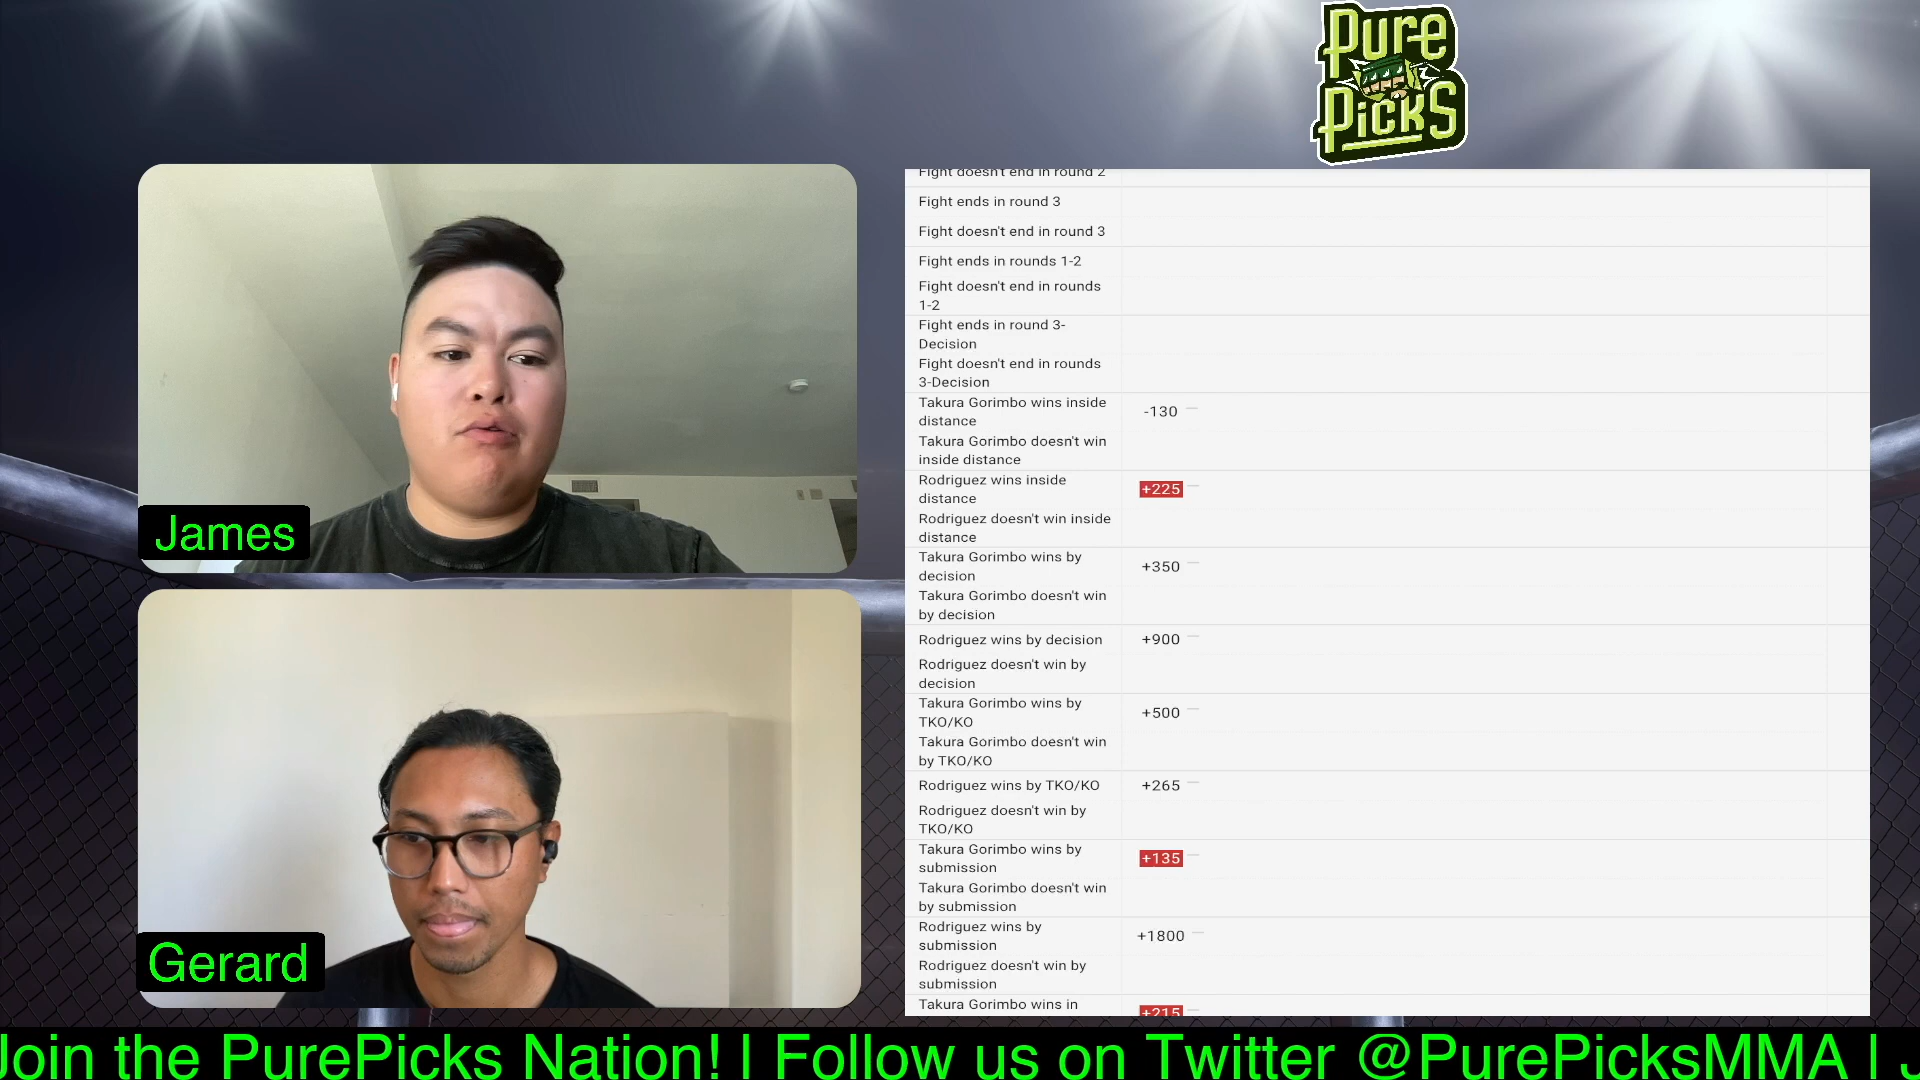 Pure
Picks
James
Gerard
Fight doesn't end in round 2
Fight ends in round 3
Fight doesn't end in round 3
Fight ends in rounds 1-2
Fight doesn't end in rounds
1-2
Fight ends in round 3-
Decision
Fight doesn't end in rounds
3-Decision
Takura Gorimbo wins inside
distance
-130
Takura Gorimbo doesn't win
inside distance
Rodriguez wins inside
distance
+225
Rodriguez doesn't win inside
distance
Takura Gorimbo wins by
decision
+350
Takura Gorimbo doesn't win
by decision
Rodriguez wins by decision
+900
Rodriguez doesn't win by
decision
Takura Gorimbo wins by
TKO/KO
+500
Takura Gorimbo doesn't win
by TKO/KO
Rodriguez wins by TKO/KO
+265
Rodriguez doesn't win by
TKO/KO
Takura Gorimbo wins by
submission
+135
Takura Gorimbo doesn't win
by submission
Rodriguez wins by
submission
+1800
Rodriguez doesn't win by
submission
Takura Gorimbo wins in
+215
Join the PurePicks Nation! | Follow us on Twitter @PurePicksMMA | J